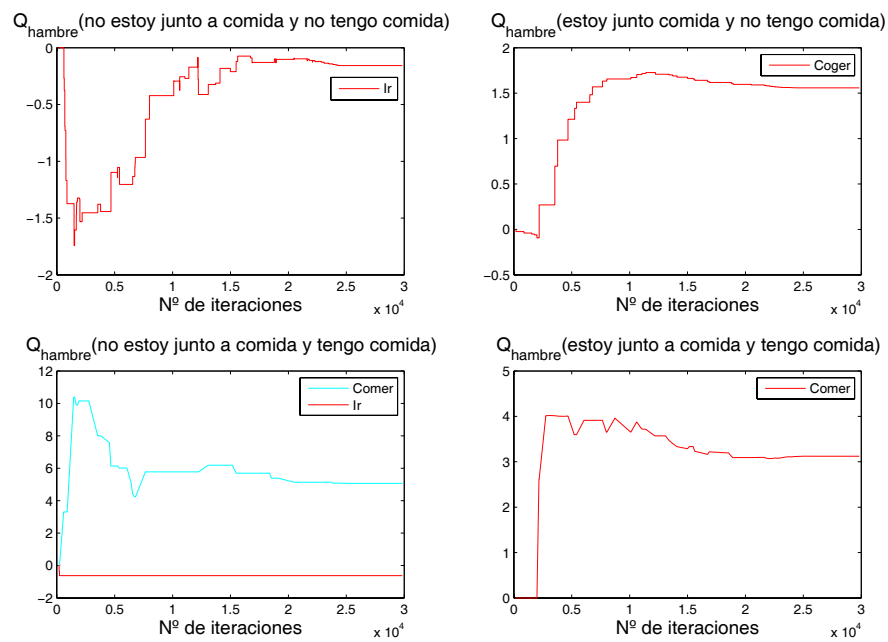 Q_hambre(no estoy junto a comida y no tengo comida)
0
-0.5
-1
-1.5
-2
Ir
0 0.5 1 1.5 2 2.5 3
x 10^4
Nº de iteraciones
Q_hambre(estoy junto comida y no tengo comida)
2
1.5
1
0.5
0
-0.5
Coger
0 0.5 1 1.5 2 2.5 3
x 10^4
Nº de iteraciones
Q_hambre(no estoy junto a comida y tengo comida)
12
10
8
6
4
2
0
-2
Comer
Ir
0 0.5 1 1.5 2 2.5 3
x 10^4
Nº de iteraciones
Q_hambre(estoy junto a comida y tengo comida)
5
4
3
2
1
0
Comer
0 0.5 1 1.5 2 2.5 3
x 10^4
Nº de iteraciones